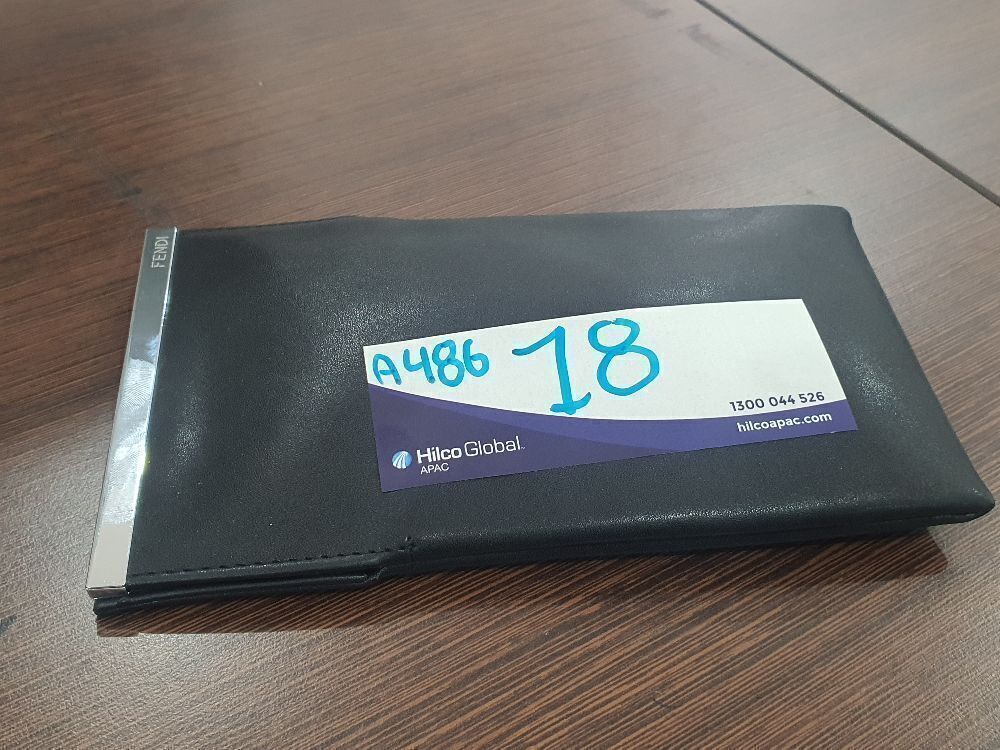 FENDI
A486 18
1300 044 526
hilcoapac.com
Hilco Global
APAC